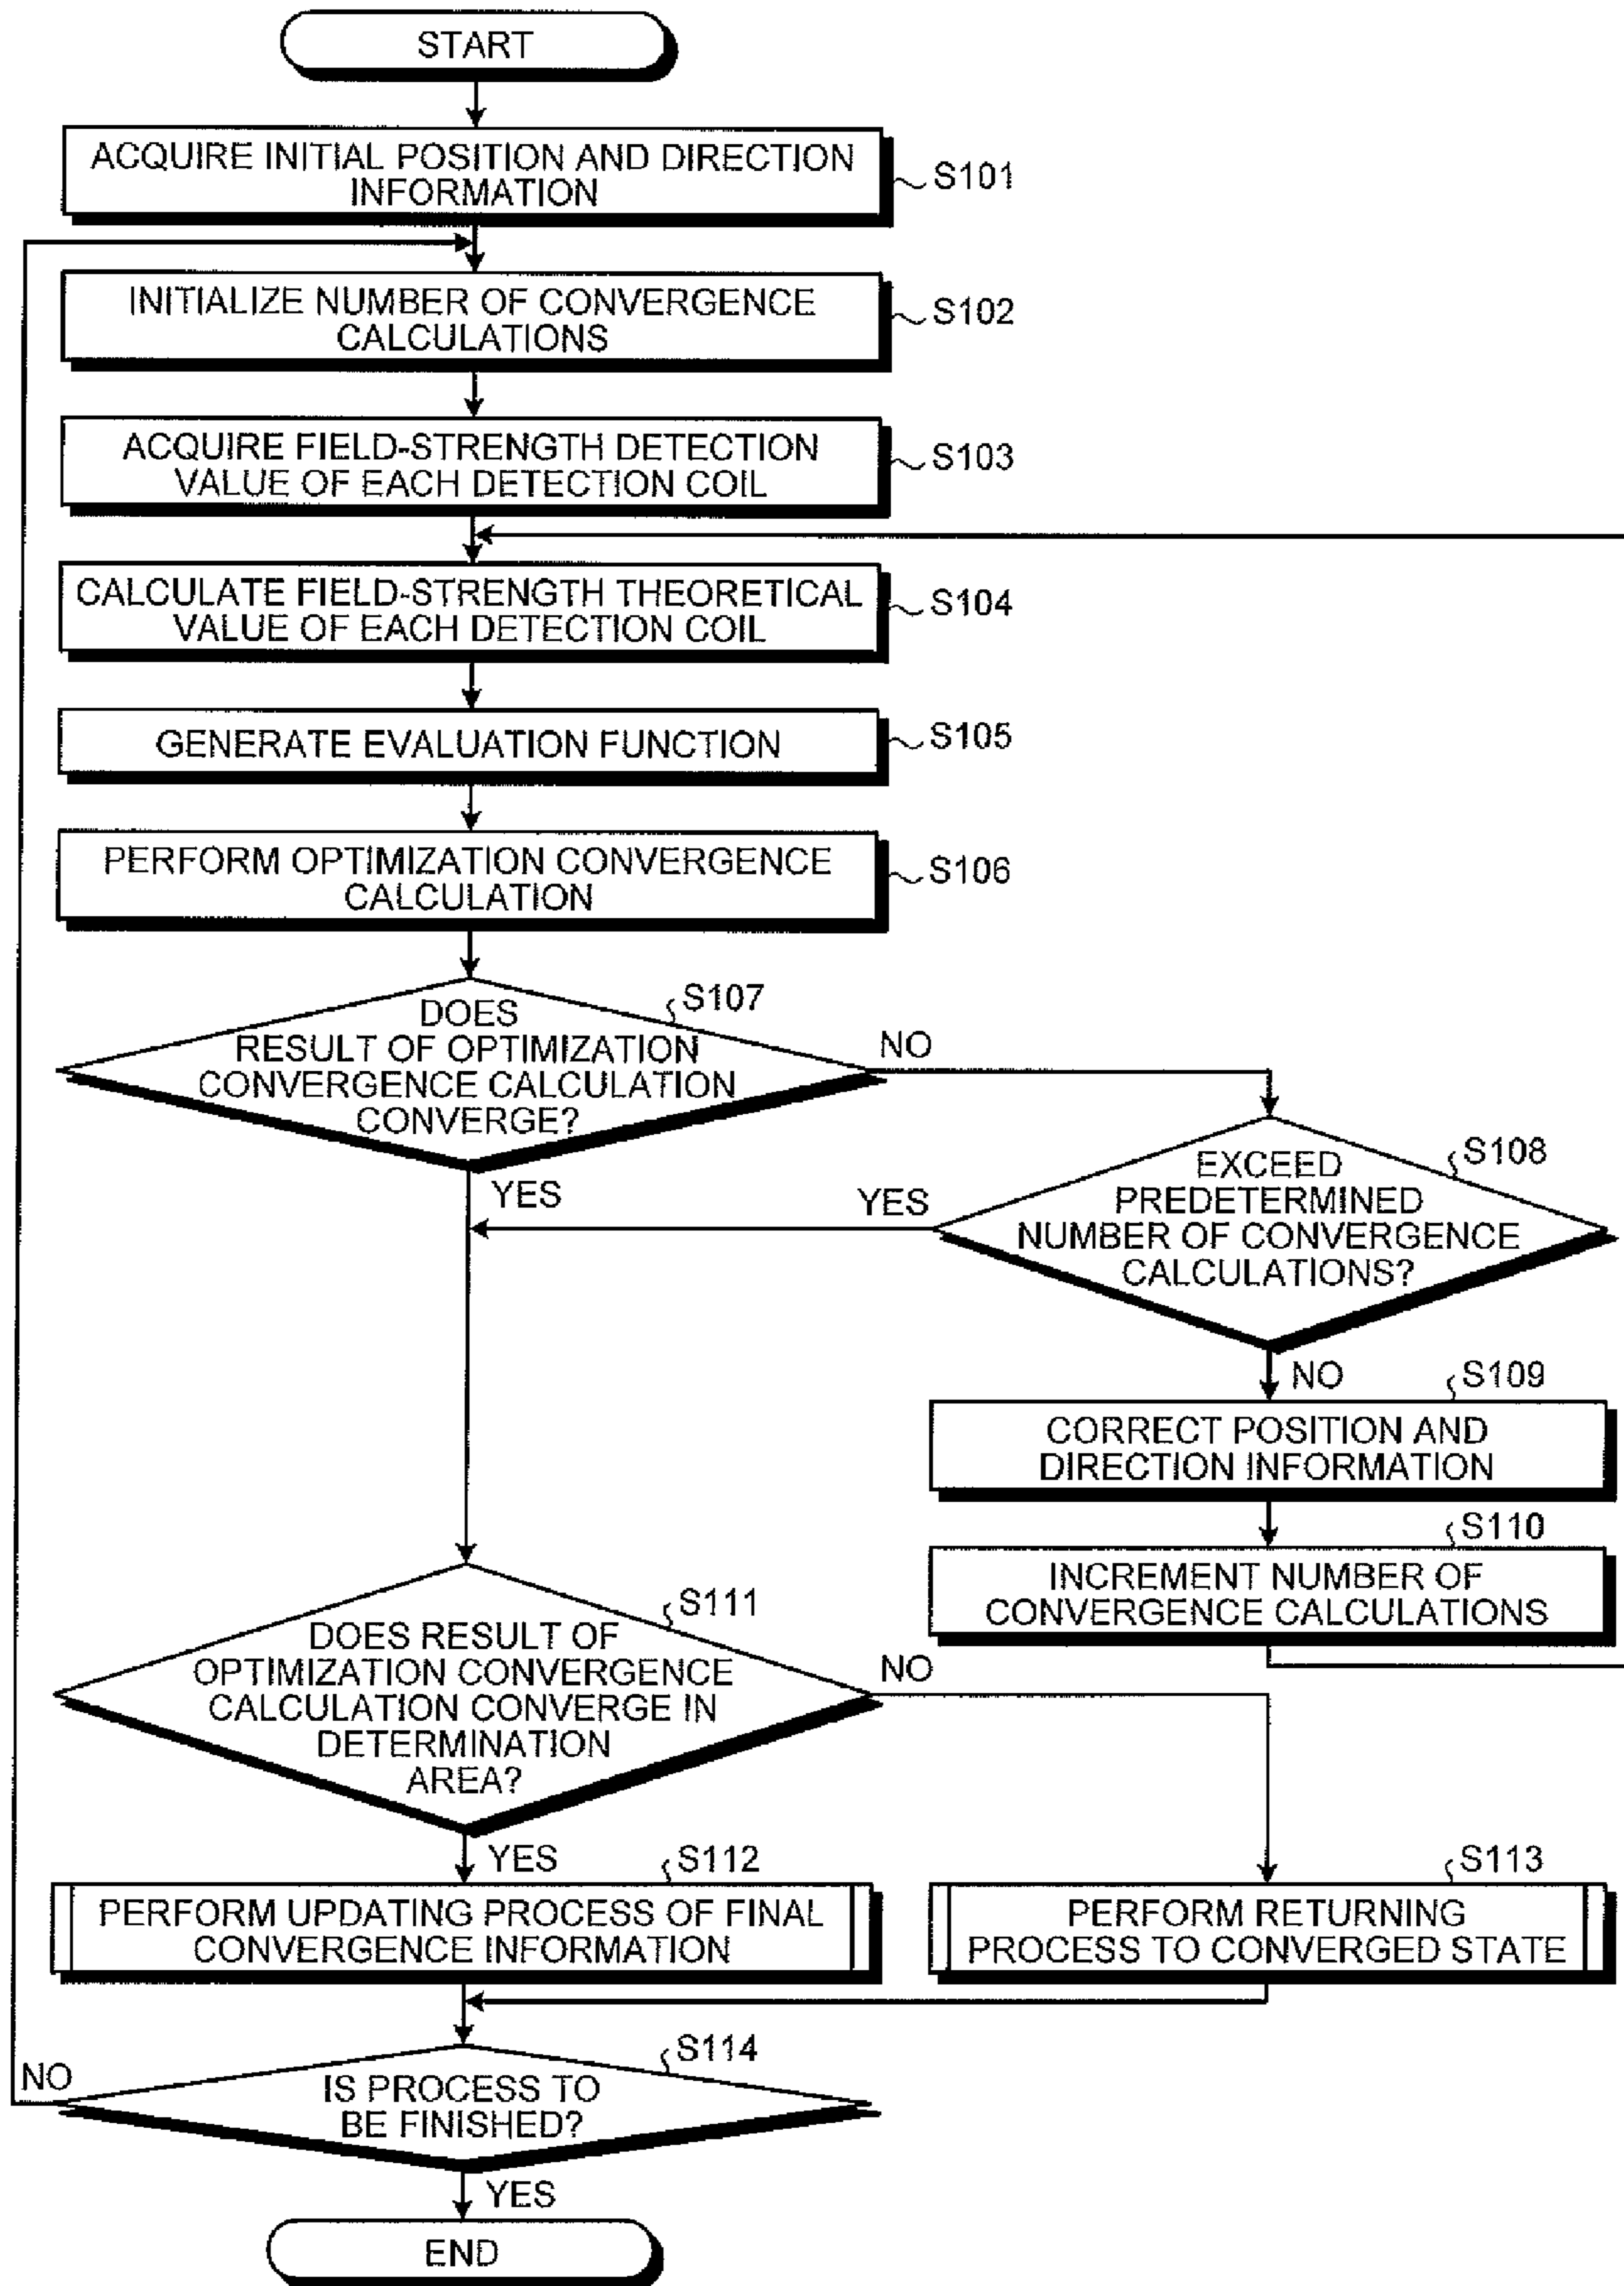 START
ACQUIRE INITIAL POSITION AND DIRECTION
INFORMATION
S101
INITIALIZE NUMBER OF CONVERGENCE
CALCULATIONS
S102
ACQUIRE FIELD-STRENGTH DETECTION
VALUE OF EACH DETECTION COIL
S103
CALCULATE FIELD-STRENGTH THEORETICAL
VALUE OF EACH DETECTION COIL
S104
GENERATE EVALUATION FUNCTION
S105
PERFORM OPTIMIZATION CONVERGENCE
CALCULATION
S106
S107
DOES
RESULT OF OPTIMIZATION
CONVERGENCE CALCULATION
CONVERGE?
NO
YES
S108
EXCEED
PREDETERMINED
NUMBER OF CONVERGENCE
CALCULATIONS?
YES
NO
S109
CORRECT POSITION AND
DIRECTION INFORMATION
S110
INCREMENT NUMBER OF
CONVERGENCE CALCULATIONS
S111
DOES RESULT OF
OPTIMIZATION CONVERGENCE
CALCULATION CONVERGE IN
DETERMINATION
AREA?
NO
YES
S112
PERFORM UPDATING PROCESS OF FINAL
CONVERGENCE INFORMATION
S113
PERFORM RETURNING
PROCESS TO CONVERGED STATE
S114
IS PROCESS TO
BE FINISHED?
NO
YES
END